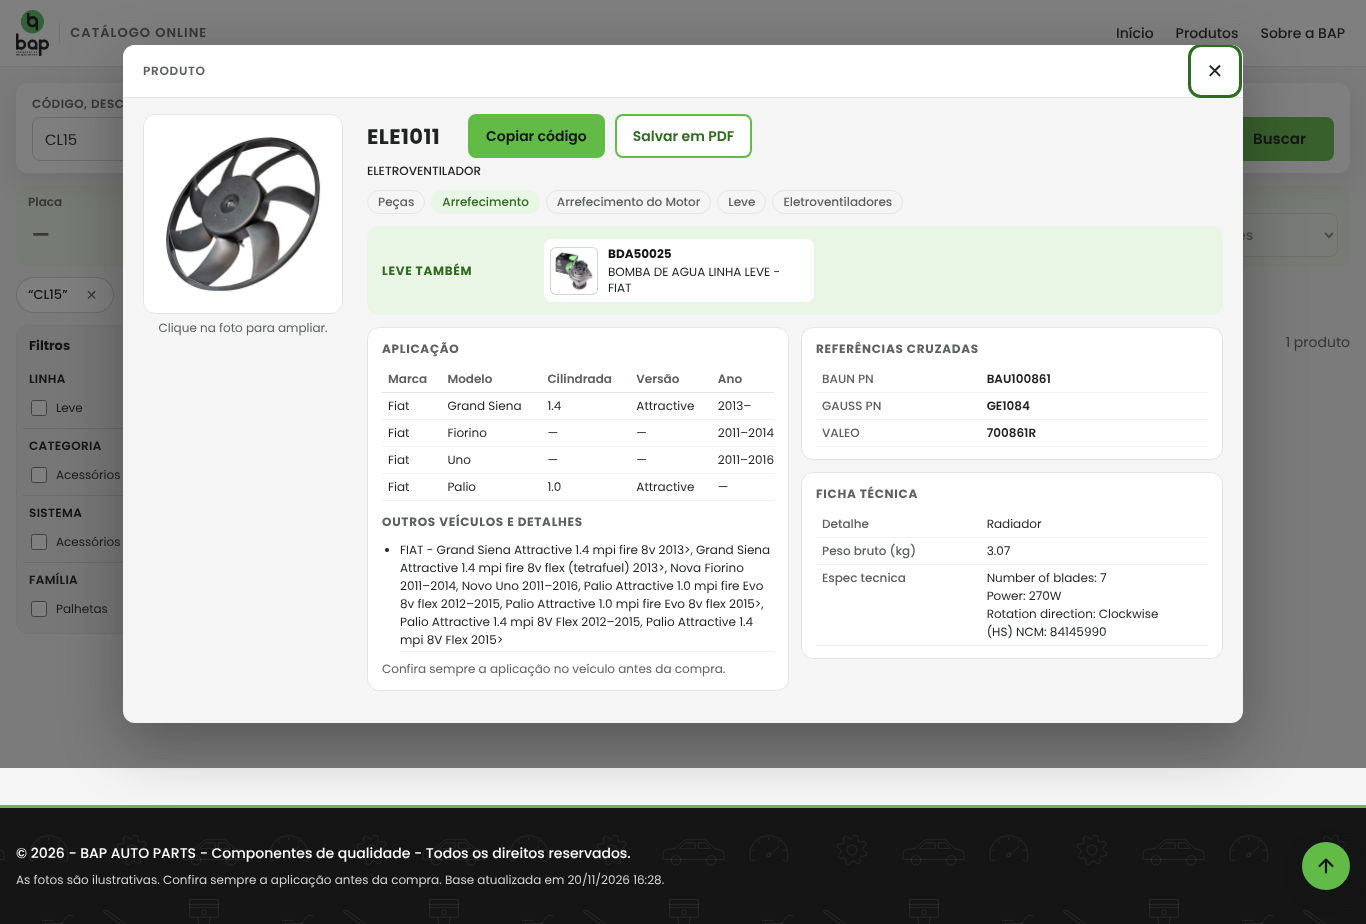 bap
CATÁLOGO ONLINE
Início
Produtos
Sobre a BAP
PRODUTO
CÓDIGO, DESC
CL15
Buscar
Placa
—
“CL15”
Filtros
LINHA
Leve
CATEGORIA
Acessórios
SISTEMA
Acessórios
FAMÍLIA
Palhetas
1 produto
Clique na foto para ampliar.
ELE1011
Copiar código
Salvar em PDF
ELETROVENTILADOR
Peças
Arrefecimento
Arrefecimento do Motor
Leve
Eletroventiladores
LEVE TAMBÉM
BDA50025
BOMBA DE AGUA LINHA LEVE -
FIAT
APLICAÇÃO
Marca Modelo Cilindrada Versão Ano
Fiat Grand Siena 1.4 Attractive 2013–
Fiat Fiorino — — 2011–2014
Fiat Uno — — 2011–2016
Fiat Palio 1.0 Attractive —
OUTROS VEÍCULOS E DETALHES
• FIAT - Grand Siena Attractive 1.4 mpi fire 8v 2013>, Grand Siena
Attractive 1.4 mpi fire 8v flex (tetrafuel) 2013>, Nova Fiorino
2011–2014, Novo Uno 2011–2016, Palio Attractive 1.0 mpi fire Evo
8v flex 2012–2015, Palio Attractive 1.0 mpi fire Evo 8v flex 2015>,
Palio Attractive 1.4 mpi 8V Flex 2012–2015, Palio Attractive 1.4
mpi 8V Flex 2015>
Confira sempre a aplicação no veículo antes da compra.
REFERÊNCIAS CRUZADAS
BAUN PN BAU100861
GAUSS PN GE1084
VALEO 700861R
FICHA TÉCNICA
Detalhe Radiador
Peso bruto (kg) 3.07
Espec tecnica Number of blades: 7
Power: 270W
Rotation direction: Clockwise
(HS) NCM: 84145990
© 2026 - BAP AUTO PARTS - Componentes de qualidade - Todos os direitos reservados.
As fotos são ilustrativas. Confira sempre a aplicação antes da compra. Base atualizada em 20/11/2026 16:28.